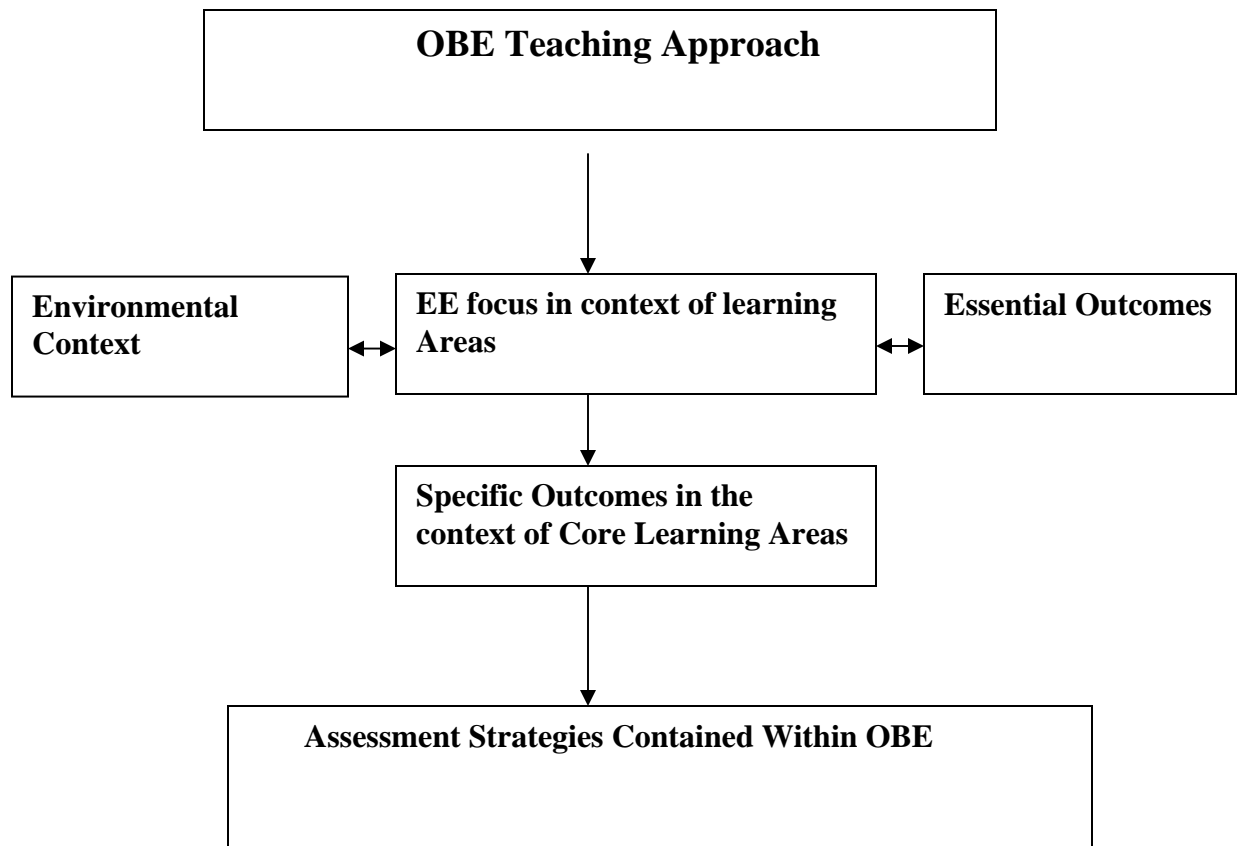 OBE Teaching Approach
Environmental
Context
EE focus in context of learning
Areas
Essential Outcomes
Specific Outcomes in the
context of Core Learning Areas
Assessment Strategies Contained Within OBE